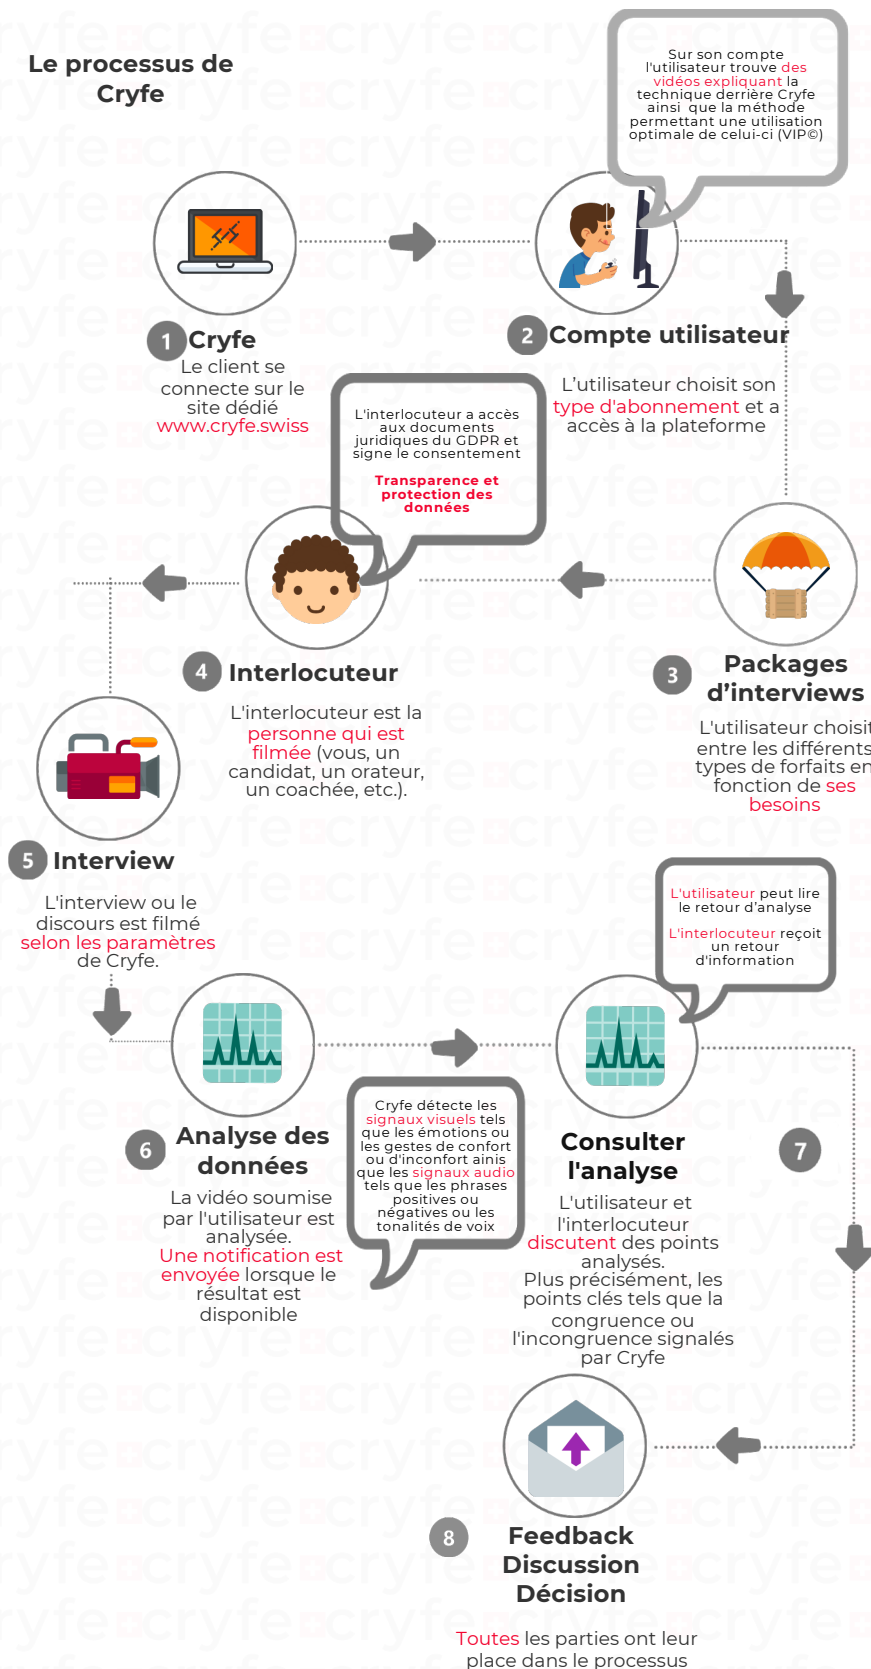 Le processus de
Cryfe
Sur son compte
l'utilisateur trouve des
vidéos expliquant la
technique derrière Cryfe
ainsi que la méthode
permettant une utilisation
optimale de celui-ci (VIP©)
1 Cryfe
Le client se
connecte sur le
site dédié
www.cryfe.swiss
2 Compte utilisateur
L'utilisateur choisit son
type d'abonnement et a
accès à la plateforme
L'interlocuteur a accès
aux documents
juridiques du GDPR et
signe le consentement
Transparence et
protection des
données
3 Packages
d'interviews
L'utilisateur choisit
entre les différents
types de forfaits en
fonction de ses
besoins
4 Interlocuteur
L'interlocuteur est la
personne qui est
filmée (vous, un
candidat, un orateur,
un coachée, etc.).
5 Interview
L'interview ou le
discours est filmé
selon les paramètres
de Cryfe.
L'utilisateur peut lire
le retour d'analyse
L'interlocuteur reçoit
un retour
d'information
6 Analyse des
données
La vidéo soumise
par l'utilisateur est
analysée.
Une notification est
envoyée lorsque le
résultat est
disponible
Cryfe détecte les
signaux visuels tels
que les émotions ou
les gestes de confort
ou d'inconfort ainis
que les signaux audio
tels que les phrases
positives ou
négatives ou les
tonalités de voix
7
Consulter
l'analyse
L'utilisateur et
l'interlocuteur
discutent des points
analysés.
Plus précisément, les
points clés tels que la
congruence ou
l'incongruence signalés
par Cryfe
8 Feedback
Discussion
Décision
Toutes les parties ont leur
place dans le processus